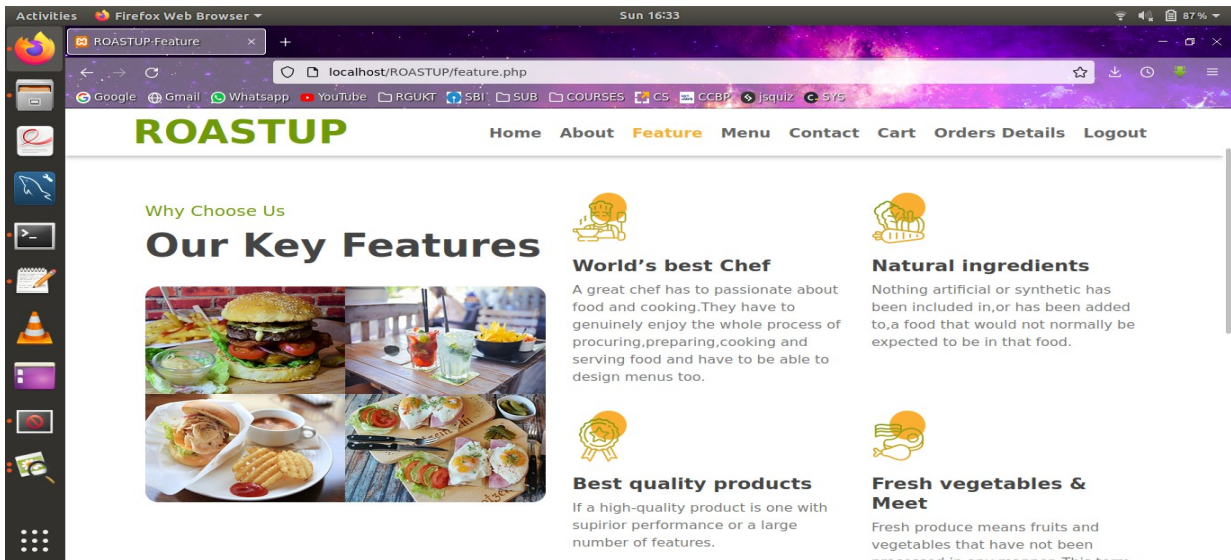 Activities Firefox Web Browser Sun 16:33 87%
ROASTUP-Feature
localhost/ROASTUP/feature.php
Google Gmail Whatsapp YouTube RGUKT SBI SUB COURSES CS CCBP jsquiz SYS
ROASTUP Home About Feature Menu Contact Cart Orders Details Logout
Why Choose Us
Our Key Features
World's best Chef
A great chef has to passionate about
food and cooking.They have to
genuinely enjoy the whole process of
procuring,preparing,cooking and
serving food and have to be able to
design menus too.
Natural ingredients
Nothing artificial or synthetic has
been included in,or has been added
to,a food that would not normally be
expected to be in that food.
Best quality products
If a high-quality product is one with
supirior performance or a large
number of features.
Fresh vegetables &
Meet
Fresh produce means fruits and
vegetables that have not been
processed in any manner. This term